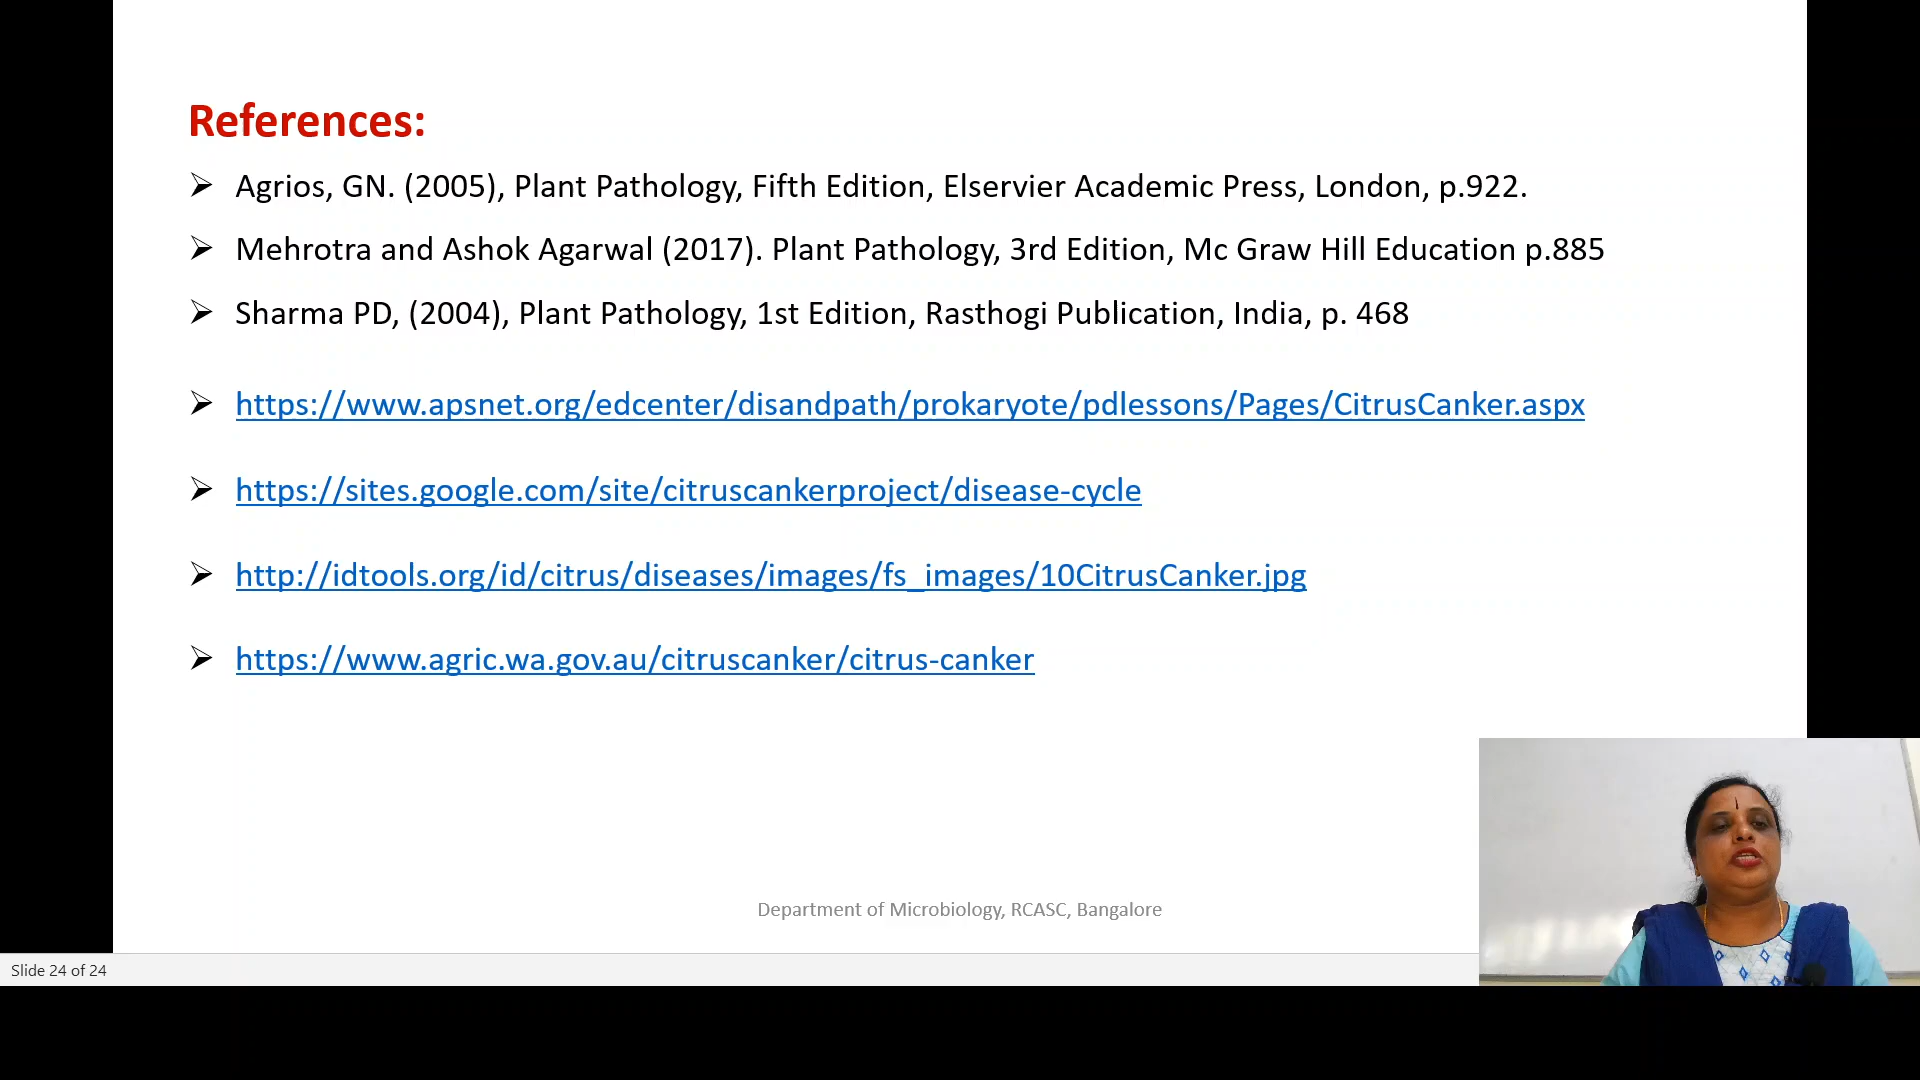 References:
Agrios, GN. (2005), Plant Pathology, Fifth Edition, Elservier Academic Press, London, p.922.
Mehrotra and Ashok Agarwal (2017). Plant Pathology, 3rd Edition, Mc Graw Hill Education p.885
Sharma PD, (2004), Plant Pathology, 1st Edition, Rasthogi Publication, India, p. 468
https://www.apsnet.org/edcenter/disandpath/prokaryote/pdlessons/Pages/CitrusCanker.aspx
https://sites.google.com/site/citruscankerproject/disease-cycle
http://idtools.org/id/citrus/diseases/images/fs_images/10CitrusCanker.jpg
https://www.agric.wa.gov.au/citruscanker/citrus-canker
Department of Microbiology, RCASC, Bangalore
Slide 24 of 24